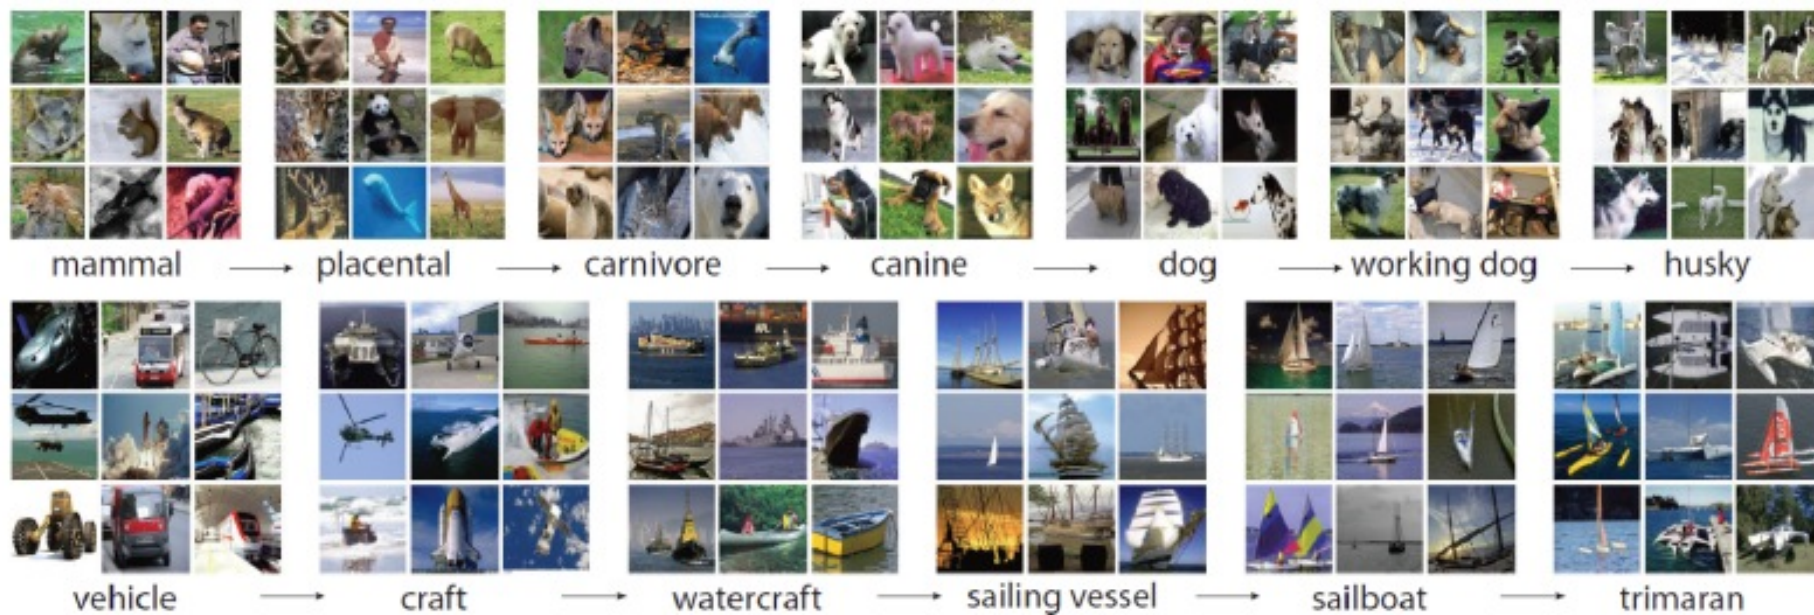 mammal → placental → carnivore → canine → dog → working dog → husky
vehicle → craft → watercraft → sailing vessel → sailboat → trimaran